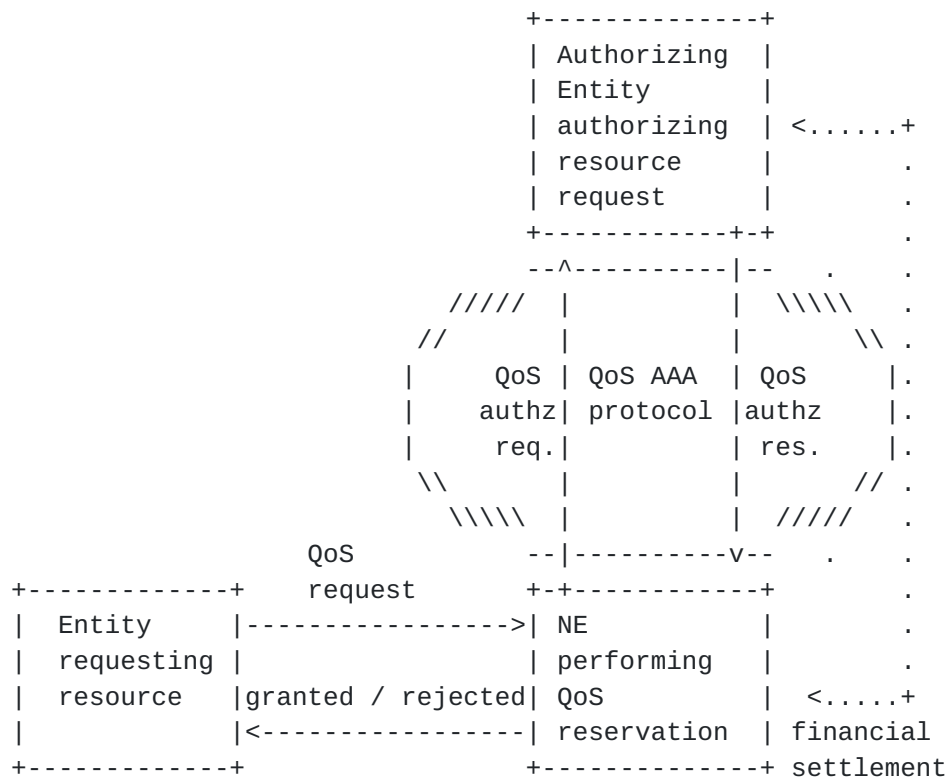 Authorizing
Entity
authorizing
resource
request
QoS QoS AAA QoS
authz protocol authz
req. res.
QoS
request
Entity NE
requesting performing
resource granted / rejected QoS
reservation financial
settlement